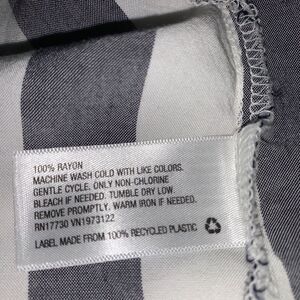 100% RAYON
MACHINE WASH COLD WITH LIKE COLORS.
GENTLE CYCLE. ONLY NON-CHLORINE
BLEACH IF NEEDED. TUMBLE DRY LOW.
REMOVE PROMPTLY. WARM IRON IF NEEDED.
RN17730 VN1973122
LABEL MADE FROM 100% RECYCLED PLASTIC